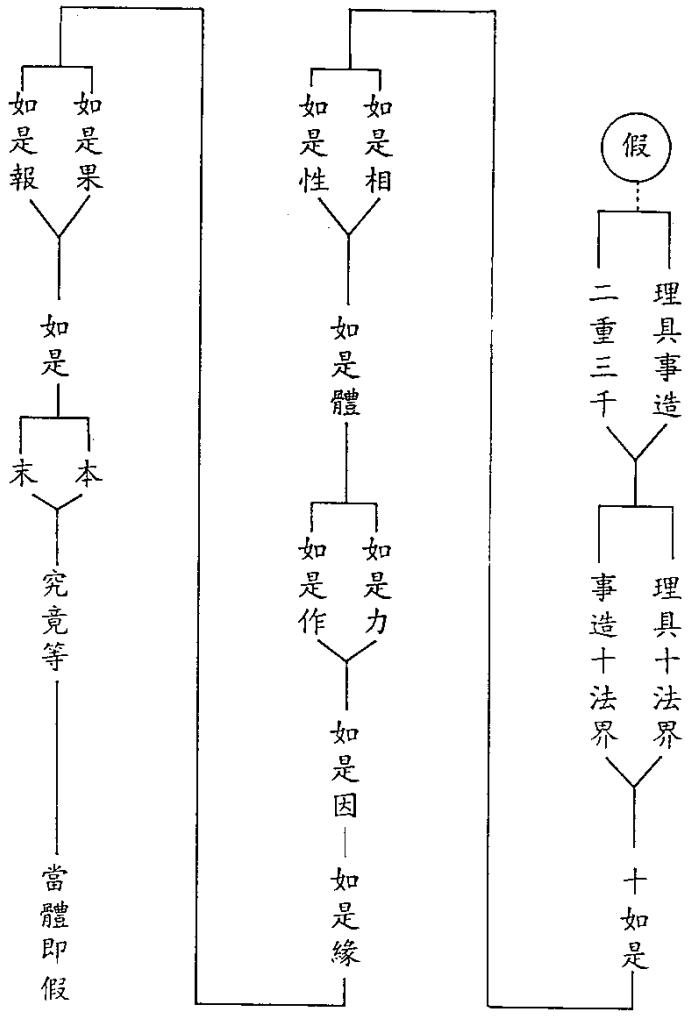 假
理具事造
二重三千
理具十法界
事造十法界
十如是
如是相
如是性
如是體
如是力
如是作
如是因
如是緣
如是果
如是報
如是
本
末
究竟等
當體即假